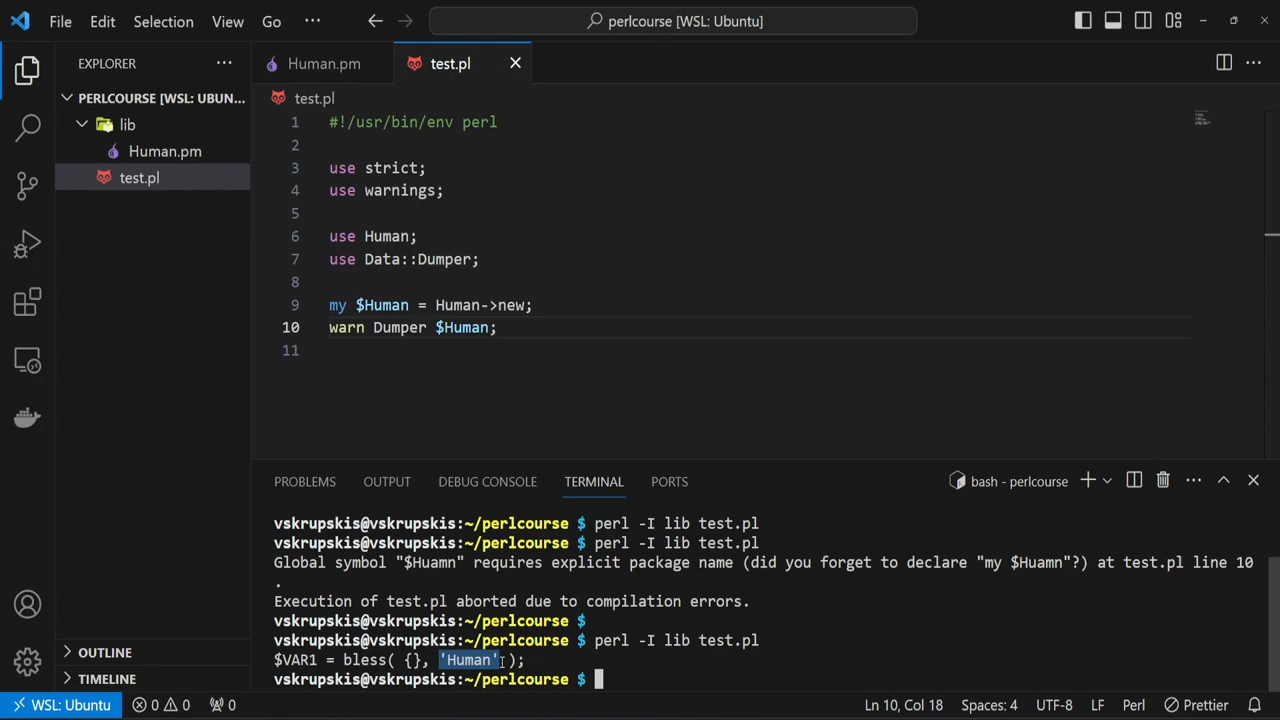 File Edit Selection View Go ··· perlcourse [WSL: Ubuntu]
EXPLORER ···
Human.pm test.pl
PERLCOURSE [WSL: UBUN...
lib
Human.pm
test.pl
test.pl
1 #!/usr/bin/env perl
2
3 use strict;
4 use warnings;
5
6 use Human;
7 use Data::Dumper;
8
9 my $Human = Human->new;
10 warn Dumper $Human;
11
PROBLEMS OUTPUT DEBUG CONSOLE TERMINAL PORTS bash - perlcourse
vskrupskis@vskrupskis:~/perlcourse $ perl -I lib test.pl
vskrupskis@vskrupskis:~/perlcourse $ perl -I lib test.pl
Global symbol "$Huamn" requires explicit package name (did you forget to declare "my $Huamn"?) at test.pl line 10
.
Execution of test.pl aborted due to compilation errors.
vskrupskis@vskrupskis:~/perlcourse $
vskrupskis@vskrupskis:~/perlcourse $ perl -I lib test.pl
$VAR1 = bless( {}, 'Human' );
vskrupskis@vskrupskis:~/perlcourse $
OUTLINE
TIMELINE
WSL: Ubuntu 0 0 0 Ln 10, Col 18 Spaces: 4 UTF-8 LF Perl Prettier